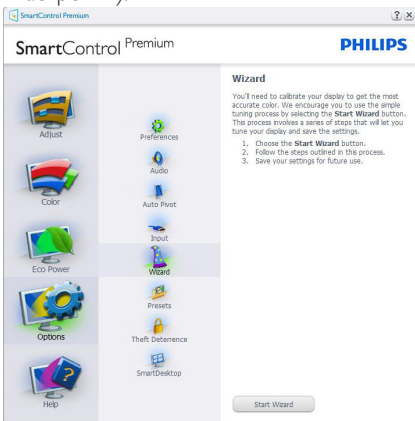 SmartControl Premium
SmartControl Premium
PHILIPS
Adjust
Color
Eco Power
Options
Help
Preferences
Audio
Auto Pivot
Input
Wizard
Presets
Theft Deterrence
SmartDesktop
Wizard
You'll need to calibrate your display to get the most
accurate color. We encourage you to use the simple
tuning process by selecting the Start Wizard button.
This process involves a series of steps that will let you
tune your display and save the settings.
1. Choose the Start Wizard button.
2. Follow the steps outlined in this process.
3. Save your settings for future use.
Start Wizard